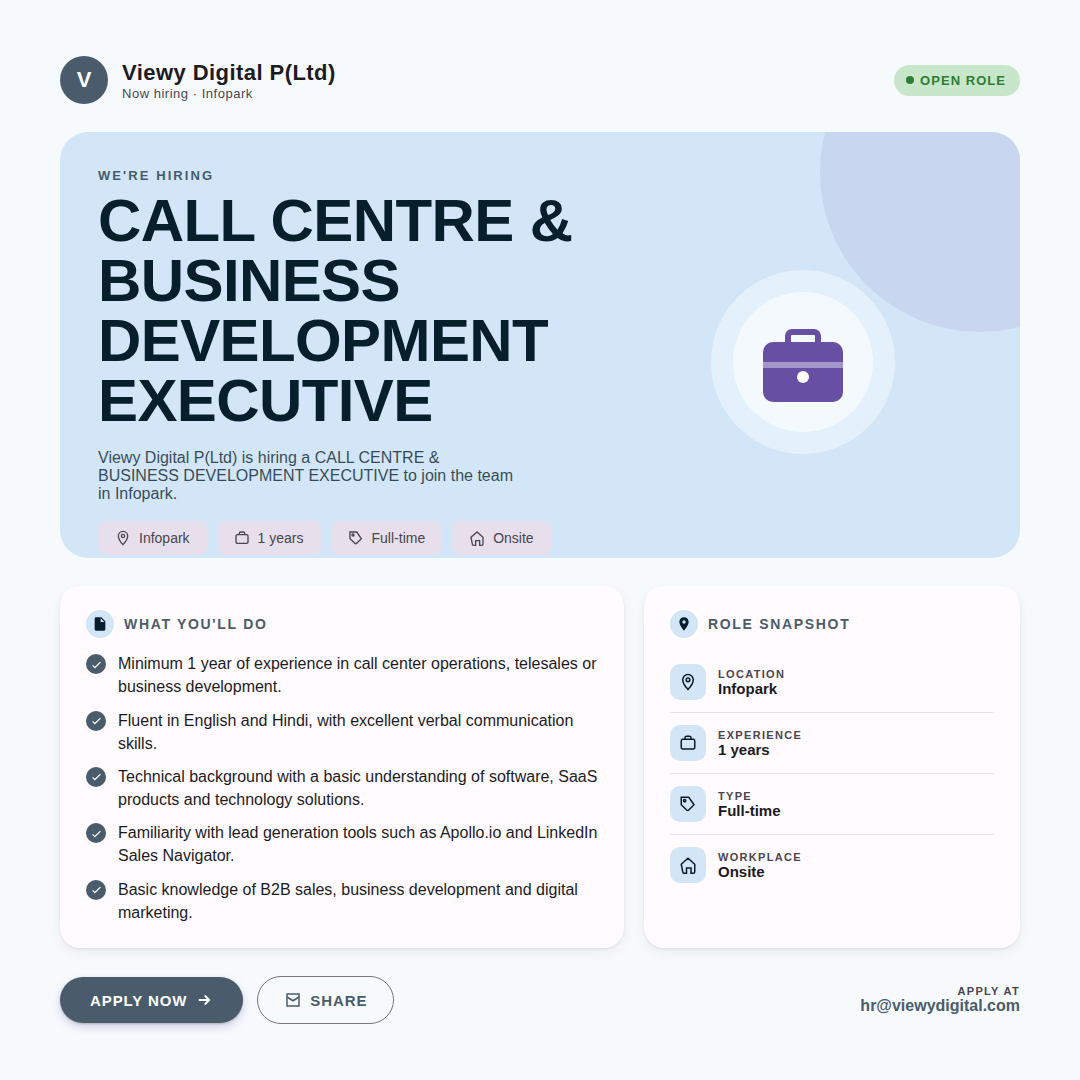 V
Viewy Digital P(Ltd)
Now hiring · Infopark
OPEN ROLE
WE'RE HIRING
CALL CENTRE &
BUSINESS
DEVELOPMENT
EXECUTIVE
Viewy Digital P(Ltd) is hiring a CALL CENTRE &
BUSINESS DEVELOPMENT EXECUTIVE to join the team
in Infopark.
Infopark
1 years
Full-time
Onsite
WHAT YOU'LL DO
Minimum 1 year of experience in call center operations, telesales or
business development.
Fluent in English and Hindi, with excellent verbal communication
skills.
Technical background with a basic understanding of software, SaaS
products and technology solutions.
Familiarity with lead generation tools such as Apollo.io and LinkedIn
Sales Navigator.
Basic knowledge of B2B sales, business development and digital
marketing.
ROLE SNAPSHOT
LOCATION
Infopark
EXPERIENCE
1 years
TYPE
Full-time
WORKPLACE
Onsite
APPLY NOW
SHARE
APPLY AT
hr@viewydigital.com